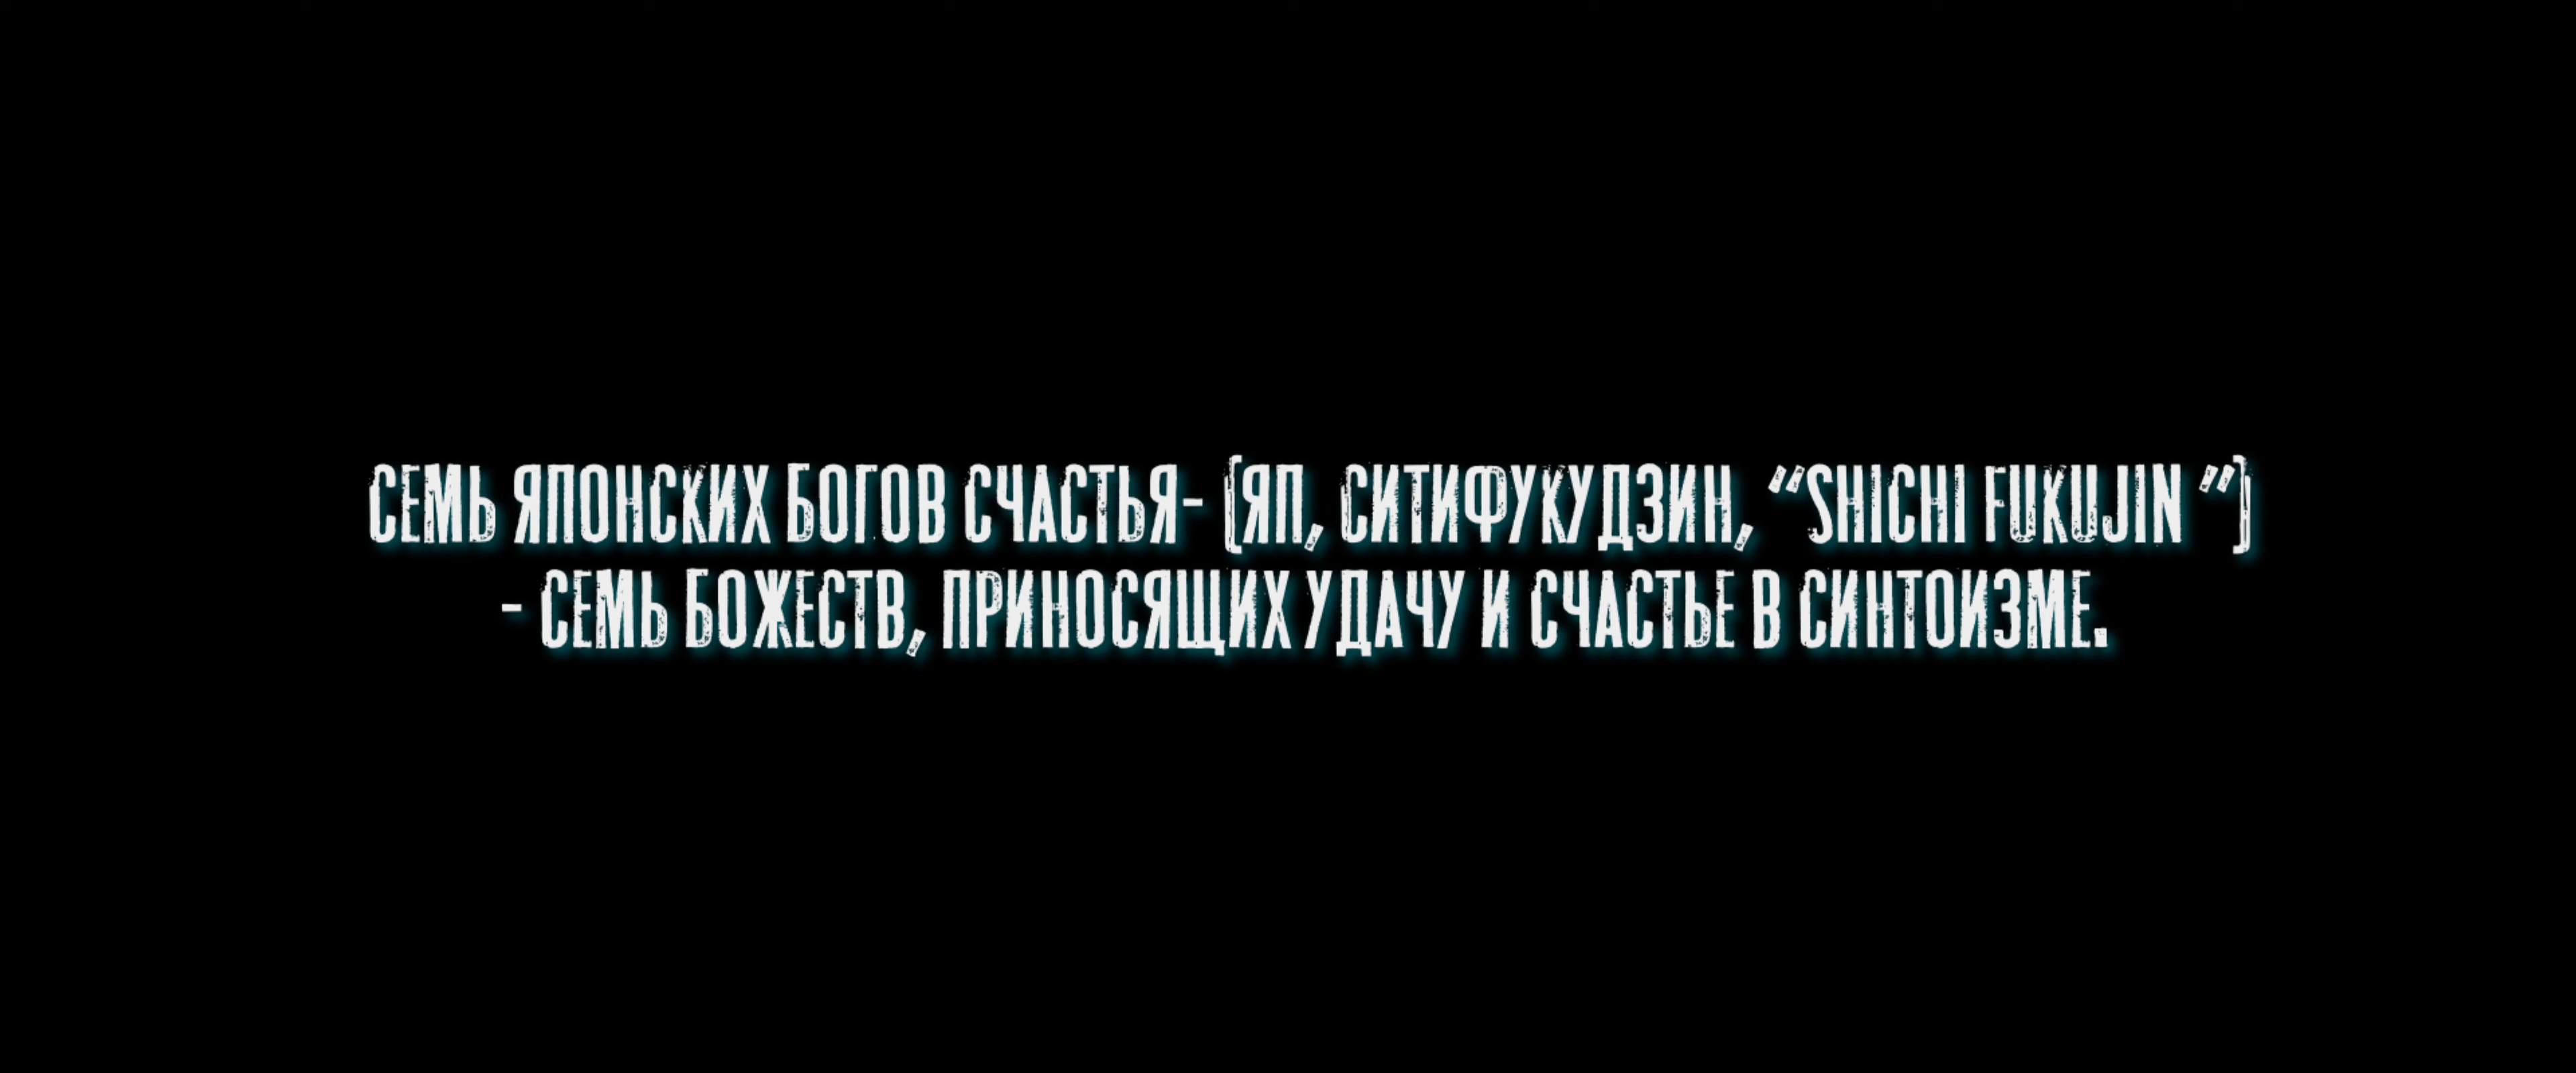 СЕМЬ ЯПОНСКИХ БОГОВ СЧАСТЬЯ- (ЯП, СИТИФУКУДЗИН, “SHICHI FUKUJIN ”)
- СЕМЬ БОЖЕСТВ, ПРИНОСЯЩИХ УДАЧУ И СЧАСТЬЕ В СИНТОИЗМЕ.